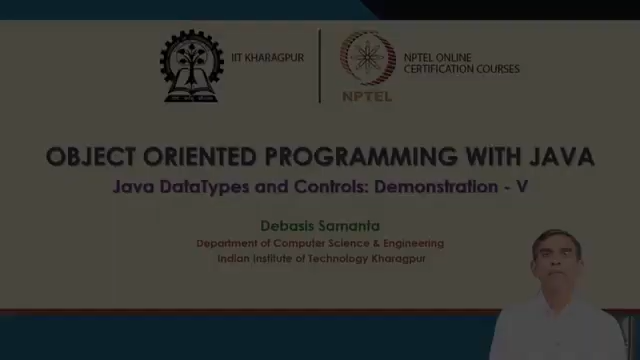 IIT KHARAGPUR
NPTEL ONLINE
CERTIFICATION COURSES
NPTEL
OBJECT ORIENTED PROGRAMMING WITH JAVA
Java DataTypes and Controls: Demonstration - V
Debasis Samanta
Department of Computer Science & Engineering
Indian Institute of Technology Kharagpur